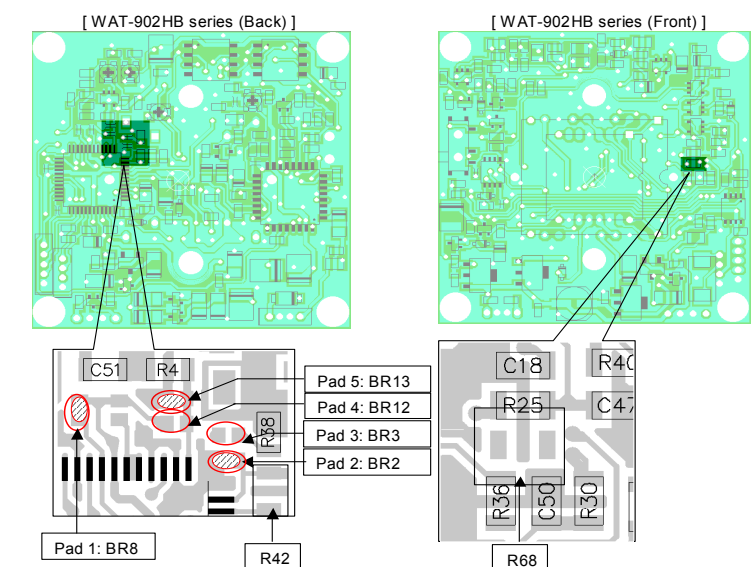 [ WAT-902HB series (Back) ]
[ WAT-902HB series (Front) ]
C51
R4
R38
Pad 5: BR13
Pad 4: BR12
Pad 3: BR3
Pad 2: BR2
Pad 1: BR8
R42
C18
R40
R25
C47
R36
C50
R30
R68